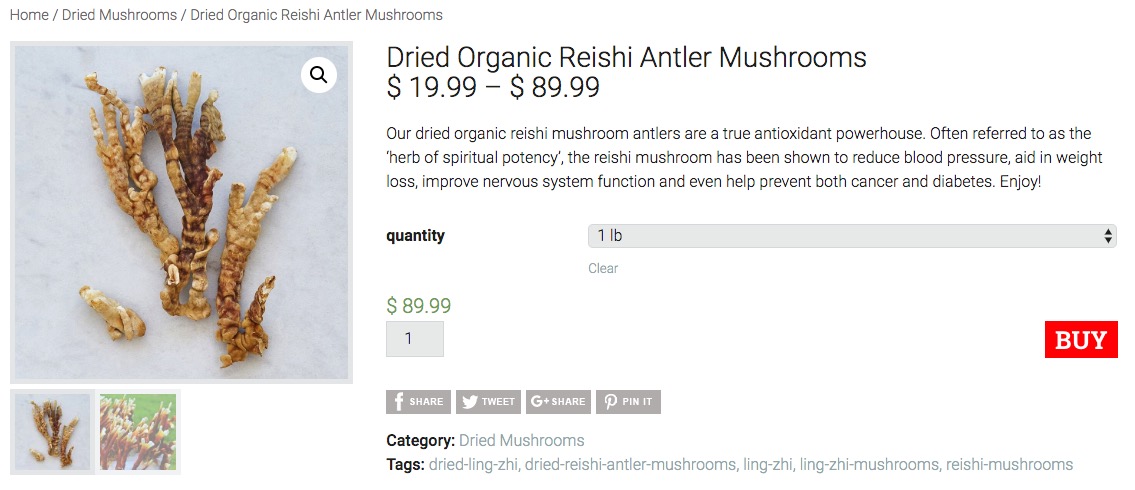 Home / Dried Mushrooms / Dried Organic Reishi Antler Mushrooms
Dried Organic Reishi Antler Mushrooms
$ 19.99 – $ 89.99
Our dried organic reishi mushroom antlers are a true antioxidant powerhouse. Often referred to as the
‘herb of spiritual potency’, the reishi mushroom has been shown to reduce blood pressure, aid in weight
loss, improve nervous system function and even help prevent both cancer and diabetes. Enjoy!
quantity 1 lb
Clear
$ 89.99
1 BUY
SHARE TWEET G+ SHARE PIN IT
Category: Dried Mushrooms
Tags: dried-ling-zhi, dried-reishi-antler-mushrooms, ling-zhi, ling-zhi-mushrooms, reishi-mushrooms